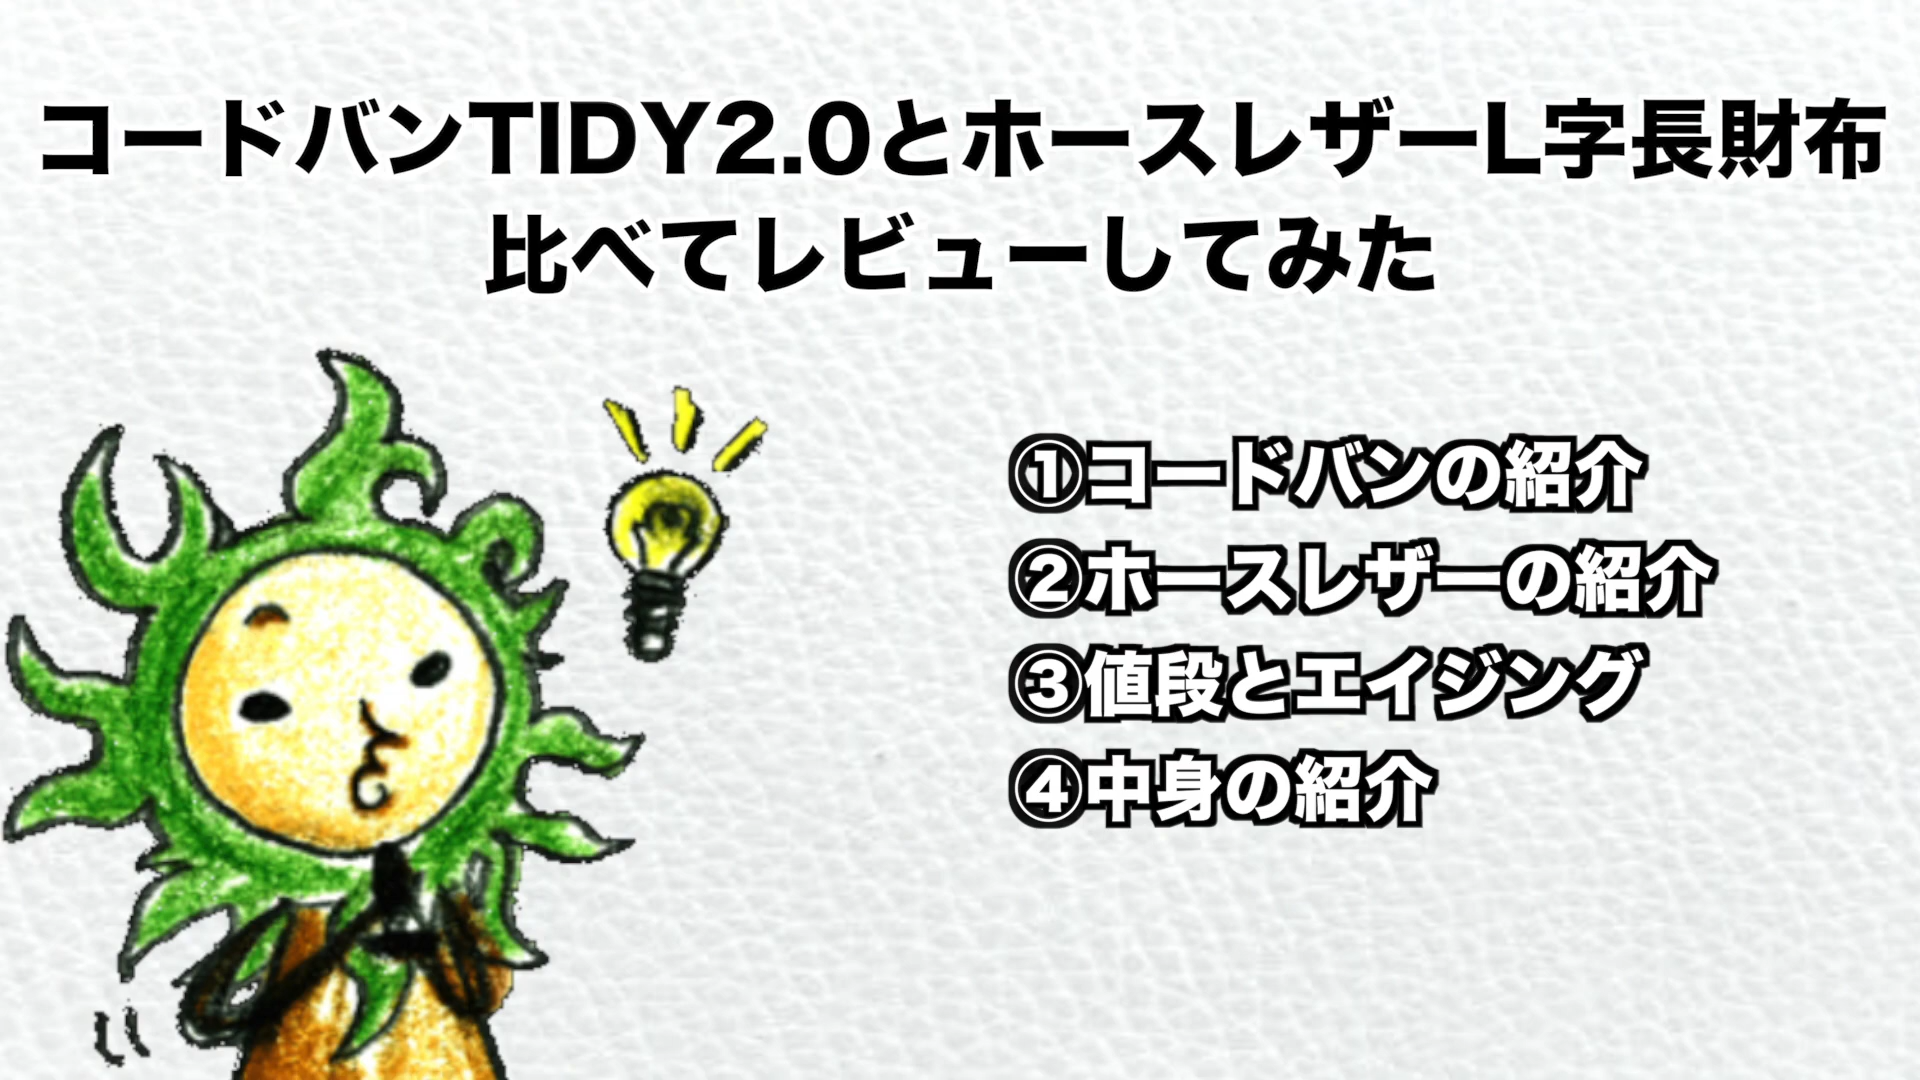 コードバンTIDY2.0とホースレザーL字長財布
比べてレビューしてみた
①コードバンの紹介
②ホースレザーの紹介
③値段とエイジング
④中身の紹介